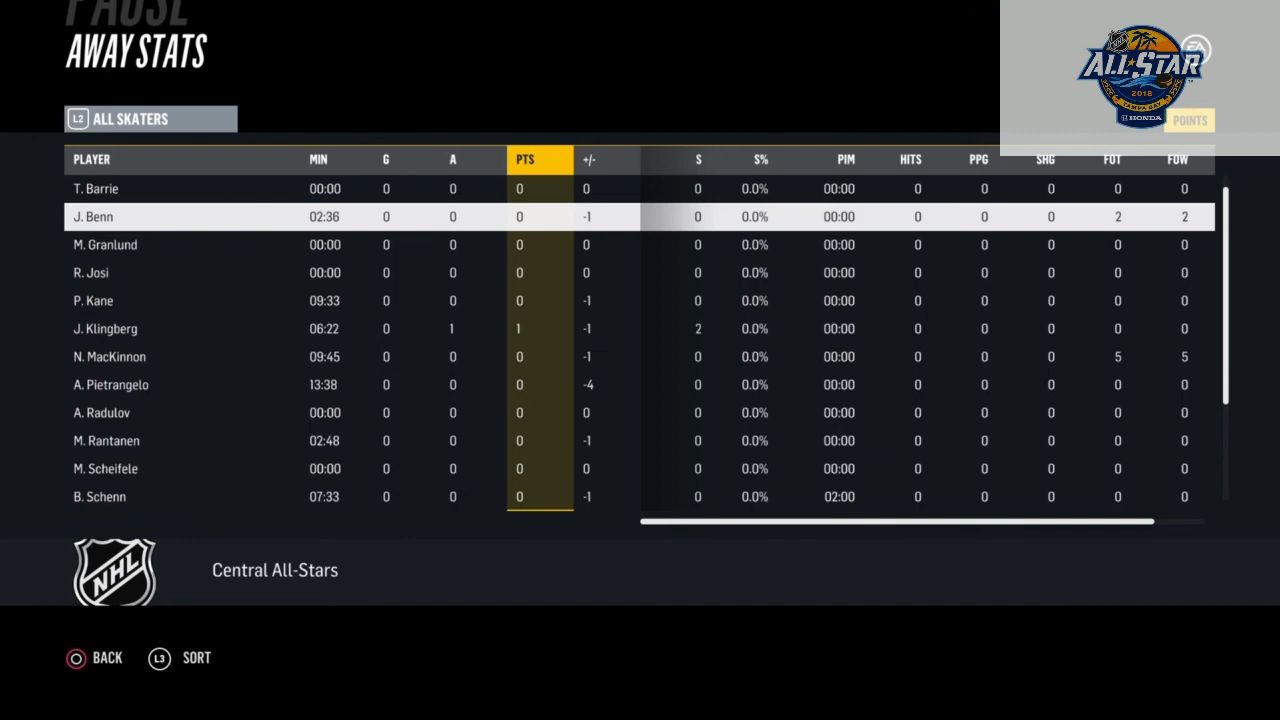 PAUSE
AWAY STATS
NHL
ALL★STAR
2018
TAMPA BAY
HONDA
EA
L2 ALL SKATERS
POINTS
PLAYER MIN G A PTS +/- S S% PIM HITS PPG SHG FOT FOW
T. Barrie 00:00 0 0 0 0 0 0.0% 00:00 0 0 0 0 0
J. Benn 02:36 0 0 0 -1 0 0.0% 00:00 0 0 0 2 2
M. Granlund 00:00 0 0 0 0 0 0.0% 00:00 0 0 0 0 0
R. Josi 00:00 0 0 0 0 0 0.0% 00:00 0 0 0 0 0
P. Kane 09:33 0 0 0 -1 0 0.0% 00:00 0 0 0 0 0
J. Klingberg 06:22 0 1 1 -1 2 0.0% 00:00 0 0 0 0 0
N. MacKinnon 09:45 0 0 0 -1 0 0.0% 00:00 0 0 0 5 5
A. Pietrangelo 13:38 0 0 0 -4 0 0.0% 00:00 0 0 0 0 0
A. Radulov 00:00 0 0 0 0 0 0.0% 00:00 0 0 0 0 0
M. Rantanen 02:48 0 0 0 -1 0 0.0% 00:00 0 0 0 0 0
M. Scheifele 00:00 0 0 0 0 0 0.0% 00:00 0 0 0 0 0
B. Schenn 07:33 0 0 0 -1 0 0.0% 02:00 0 0 0 0 0
NHL
Central All-Stars
BACK L3 SORT